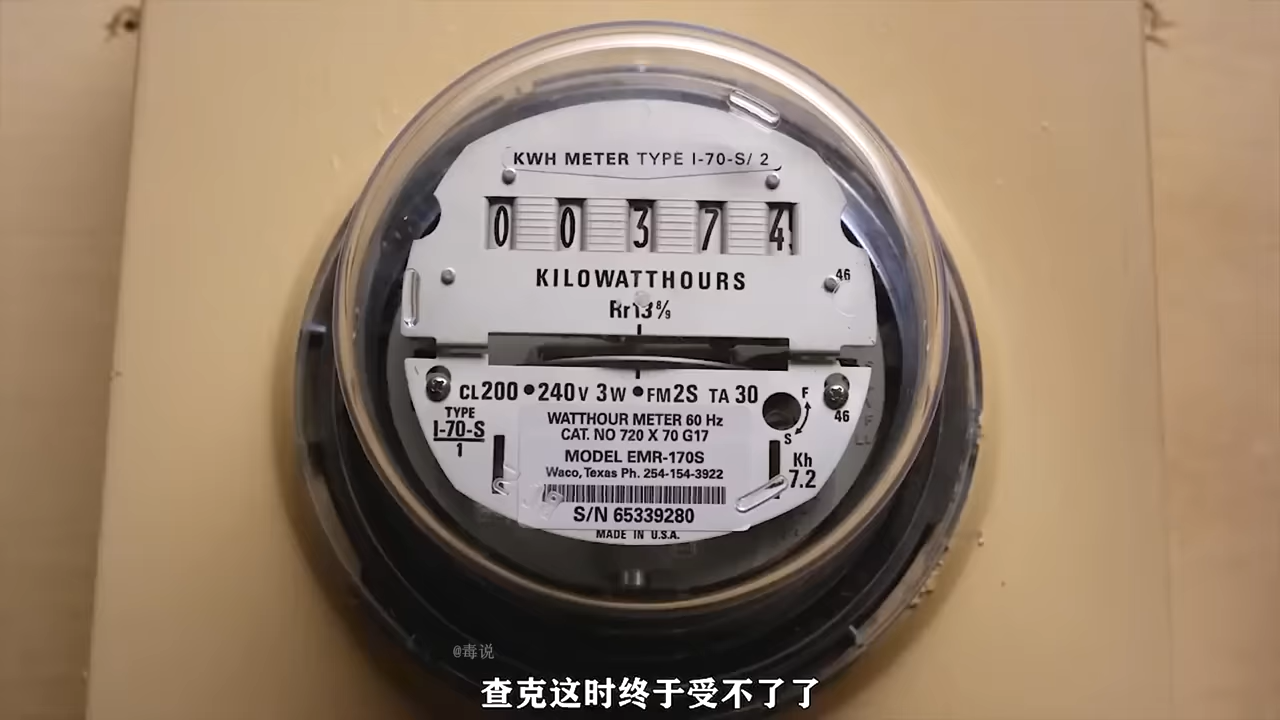 KWH METER TYPE I-70-S/ 2
0 0 3 7 4
KILOWATTHOURS
46
Rr13 8/9
CL200 • 240V 3W • FM2S TA 30
F
S
46
TYPE
I-70-S
1
WATTHOUR METER 60 Hz
CAT. NO 720 X 70 G17
MODEL EMR-170S
Waco, Texas Ph. 254-154-3922
Kh
7.2
S/N 65339280
MADE IN U.S.A.
@毒说
查克这时终于受不了了